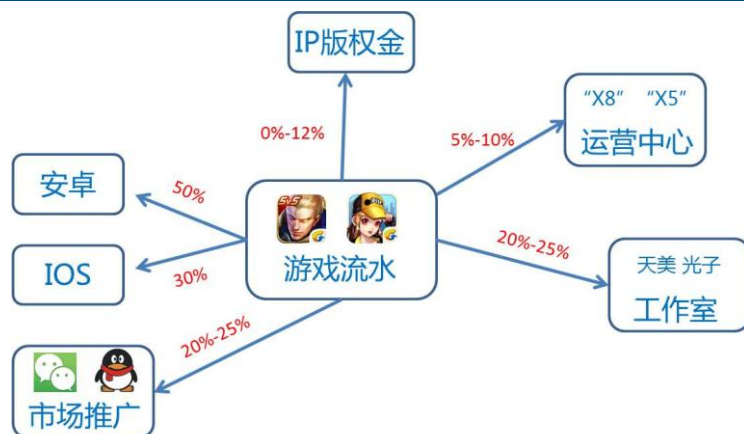 IP版权金
0%-12%
“X8” “X5”
运营中心
5%-10%
安卓
50%
5v5
游戏流水
20%-25%
天美 光子
工作室
IOS
30%
20%-25%
市场推广